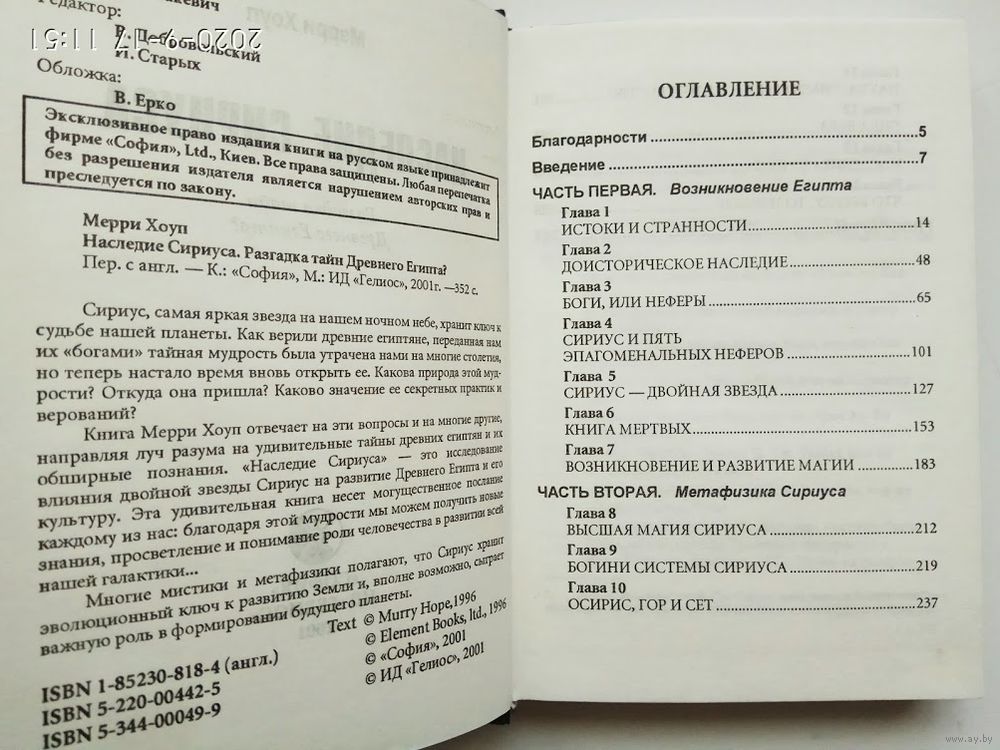 Редактор:
В. Добровольский
И. Старых
Обложка:
В. Ерко
Эксклюзивное право издания книги на русском языке принадлежит
фирме «София», Ltd., Киев. Все права защищены. Любая перепечатка
без разрешения издателя является нарушением авторских прав и
преследуется по закону.
Мерри Хоуп
Наследие Сириуса. Разгадка тайн Древнего Египта?
Пер. с англ. — К.: «София», М.: ИД «Гелиос», 2001г. —352 с.
Сириус, самая яркая звезда на нашем ночном небе, хранит ключ к
судьбе нашей планеты. Как верили древние египтяне, переданная нам
их «богами» тайная мудрость была утрачена нами на многие столетия,
но теперь настало время вновь открыть ее. Какова природа этой муд-
рости? Откуда она пришла? Каково значение ее секретных практик и
верований?
Книга Мерри Хоуп отвечает на эти вопросы и на многие другие,
направляя луч разума на удивительные тайны древних египтян и их
обширные познания. «Наследие Сириуса» — это исследование
влияния двойной звезды Сириус на развитие Древнего Египта и его
культуру. Эта удивительная книга несет могущественное послание
каждому из нас: благодаря этой мудрости мы можем получить новые
знания, просветление и понимание роли человечества в развитии всей
нашей галактики...
Многие мистики и метафизики полагают, что Сириус хранит
эволюционный ключ к развитию Земли и, вполне возможно, сыграет
важную роль в формировании будущего планеты.
Text © Murry Hope,1996
© Element Books, ltd., 1996
© «София», 2001
© ИД «Гелиос», 2001
ISBN 1-85230-818-4 (англ.)
ISBN 5-220-00442-5
ISBN 5-344-00049-9
2020-9-17 11:51
ОГЛАВЛЕНИЕ
Благодарности ..... 5
Введение ..... 7
ЧАСТЬ ПЕРВАЯ. Возникновение Египта
Глава 1
ИСТОКИ И СТРАННОСТИ ..... 14
Глава 2
ДОИСТОРИЧЕСКОЕ НАСЛЕДИЕ ..... 48
Глава 3
БОГИ, ИЛИ НЕФЕРЫ ..... 65
Глава 4
СИРИУС И ПЯТЬ
ЭПАГОМЕНАЛЬНЫХ НЕФЕРОВ ..... 101
Глава 5
СИРИУС — ДВОЙНАЯ ЗВЕЗДА ..... 127
Глава 6
КНИГА МЕРТВЫХ ..... 153
Глава 7
ВОЗНИКНОВЕНИЕ И РАЗВИТИЕ МАГИИ ..... 183
ЧАСТЬ ВТОРАЯ. Метафизика Сириуса
Глава 8
ВЫСШАЯ МАГИЯ СИРИУСА ..... 212
Глава 9
БОГИНИ СИСТЕМЫ СИРИУСА ..... 219
Глава 10
ОСИРИС, ГОР И СЕТ ..... 237
www.ay.by